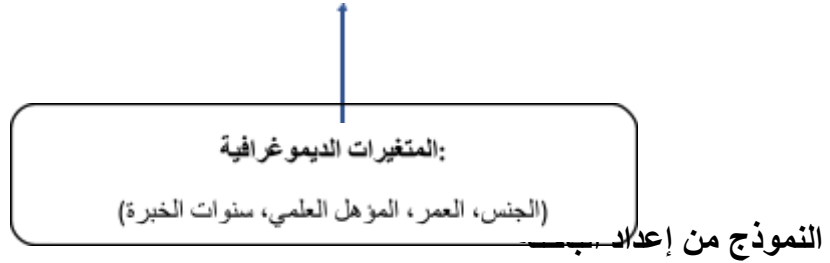 المتغيرات الديموغرافية:
(الجنس، العمر، المؤهل العلمي، سنوات الخبرة)
النموذج من إعداد